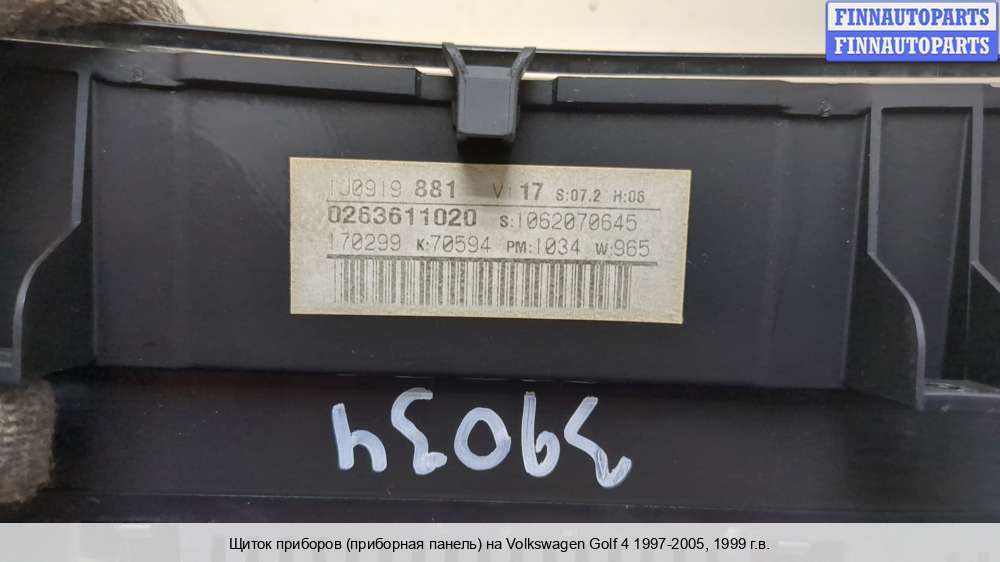 FINNAUTOPARTS
FINNAUTOPARTS
1J0919 881 V:17 S:07.2 H:06
0263611020 S:1062070645
170299 K:70594 PM:1034 W:965
39034
Щиток приборов (приборная панель) на Volkswagen Golf 4 1997-2005, 1999 г.в.